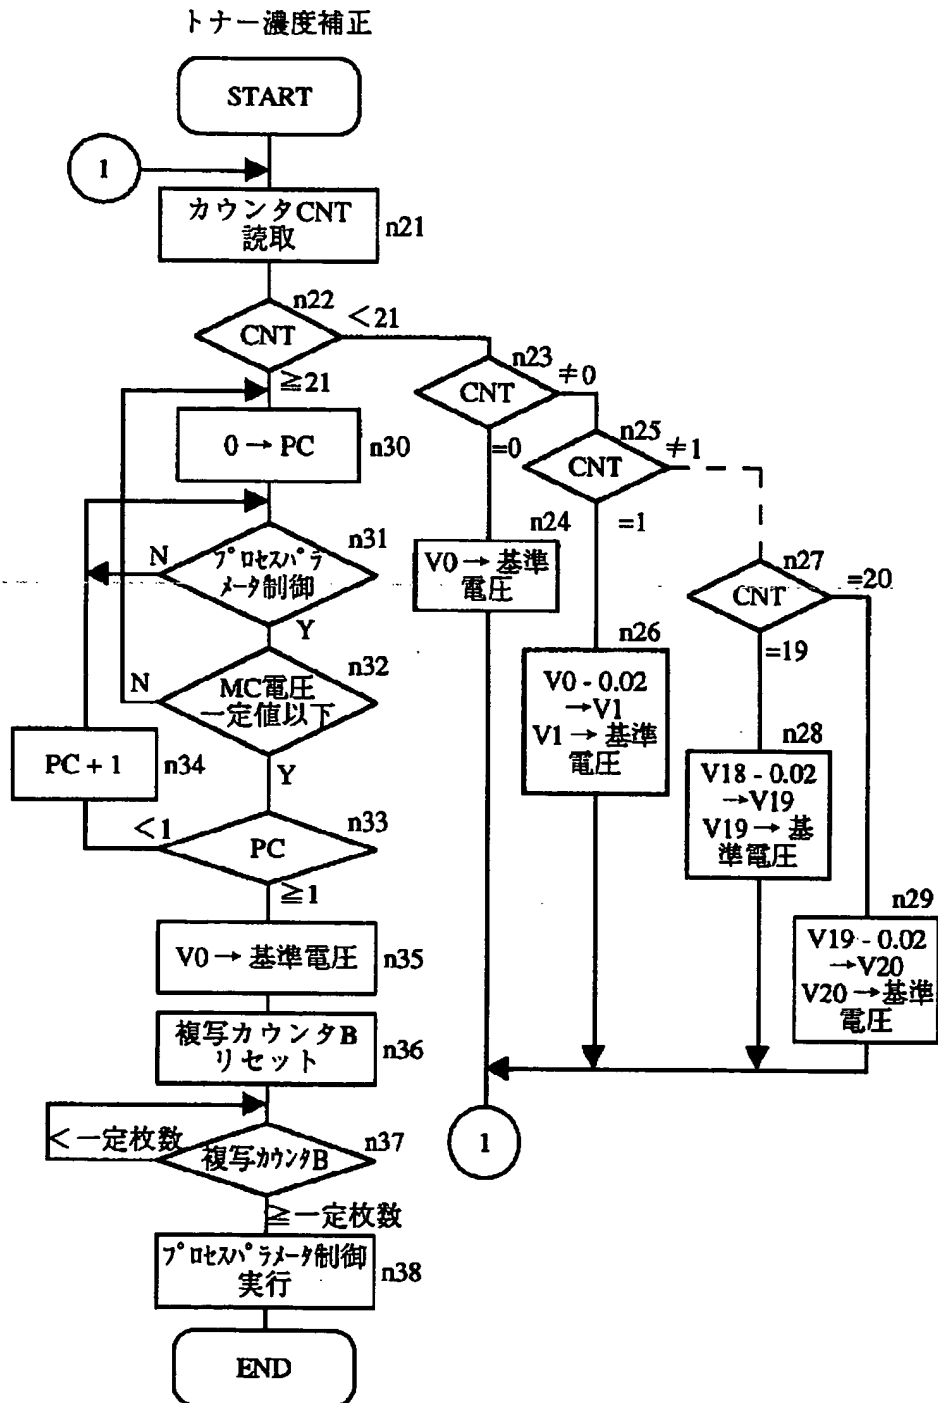 トナー濃度補正
START
1
カウンタCNT
読取
n21
n22
CNT
<21
≧21
n23
CNT
≠0
=0
n24
V0→基準
電圧
n25
CNT
≠1
=1
n26
V0 - 0.02
→V1
V1→基準
電圧
n27
CNT
=20
=19
n28
V18 - 0.02
→V19
V19→基
準電圧
n29
V19 - 0.02
→V20
V20→基準
電圧
1
0→PC
n30
n31
プロセスパラ
メータ制御
N
Y
n32
MC電圧
一定値以下
N
Y
PC + 1
n34
n33
PC
<1
≧1
V0→基準電圧
n35
複写カウンタB
リセット
n36
n37
複写カウンタB
<一定枚数
≧一定枚数
プロセスパラメータ制御
実行
n38
END